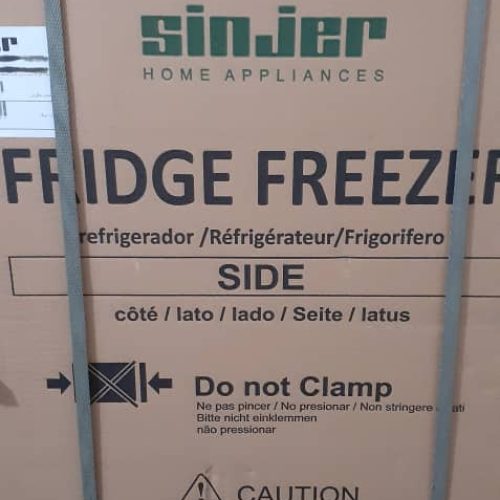 sinjer
HOME APPLIANCES
FRIDGE FREEZER
refrigerador /Réfrigérateur/Frigorifero
SIDE
côté / lato / lado / Seite / latus
Do not Clamp
Ne pas pincer / No presionar / Non stringere
Bitte nicht einklemmen
não pressionar
CAUTION